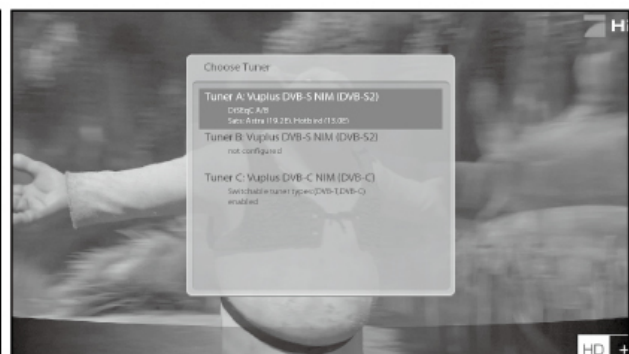 Hi
Choose Tuner
Tuner A: Vuplus DVB-S NIM (DVB-S2)
DiSEqC A/B
Sats: Astra (19.2E), Hotbird (13.0E)
Tuner B: Vuplus DVB-S NIM (DVB-S2)
not configured
Tuner C: Vuplus DVB-C NIM (DVB-C)
Switchable tuner types:(DVB-T,DVB-C)
enabled
HD +